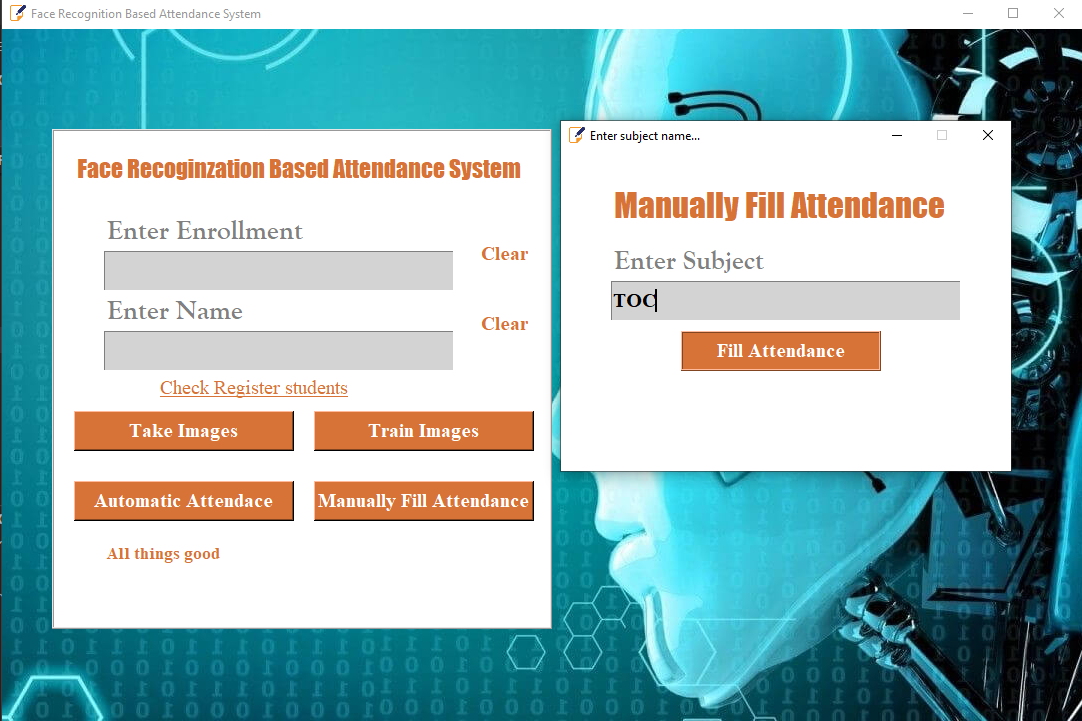 Face Recognition Based Attendance System
Face Recoginzation Based Attendance System
Enter Enrollment
Clear
Enter Name
Clear
Check Register students
Take Images
Train Images
Automatic Attendace
Manually Fill Attendance
All things good
Enter subject name...
Manually Fill Attendance
Enter Subject
TOC
Fill Attendance